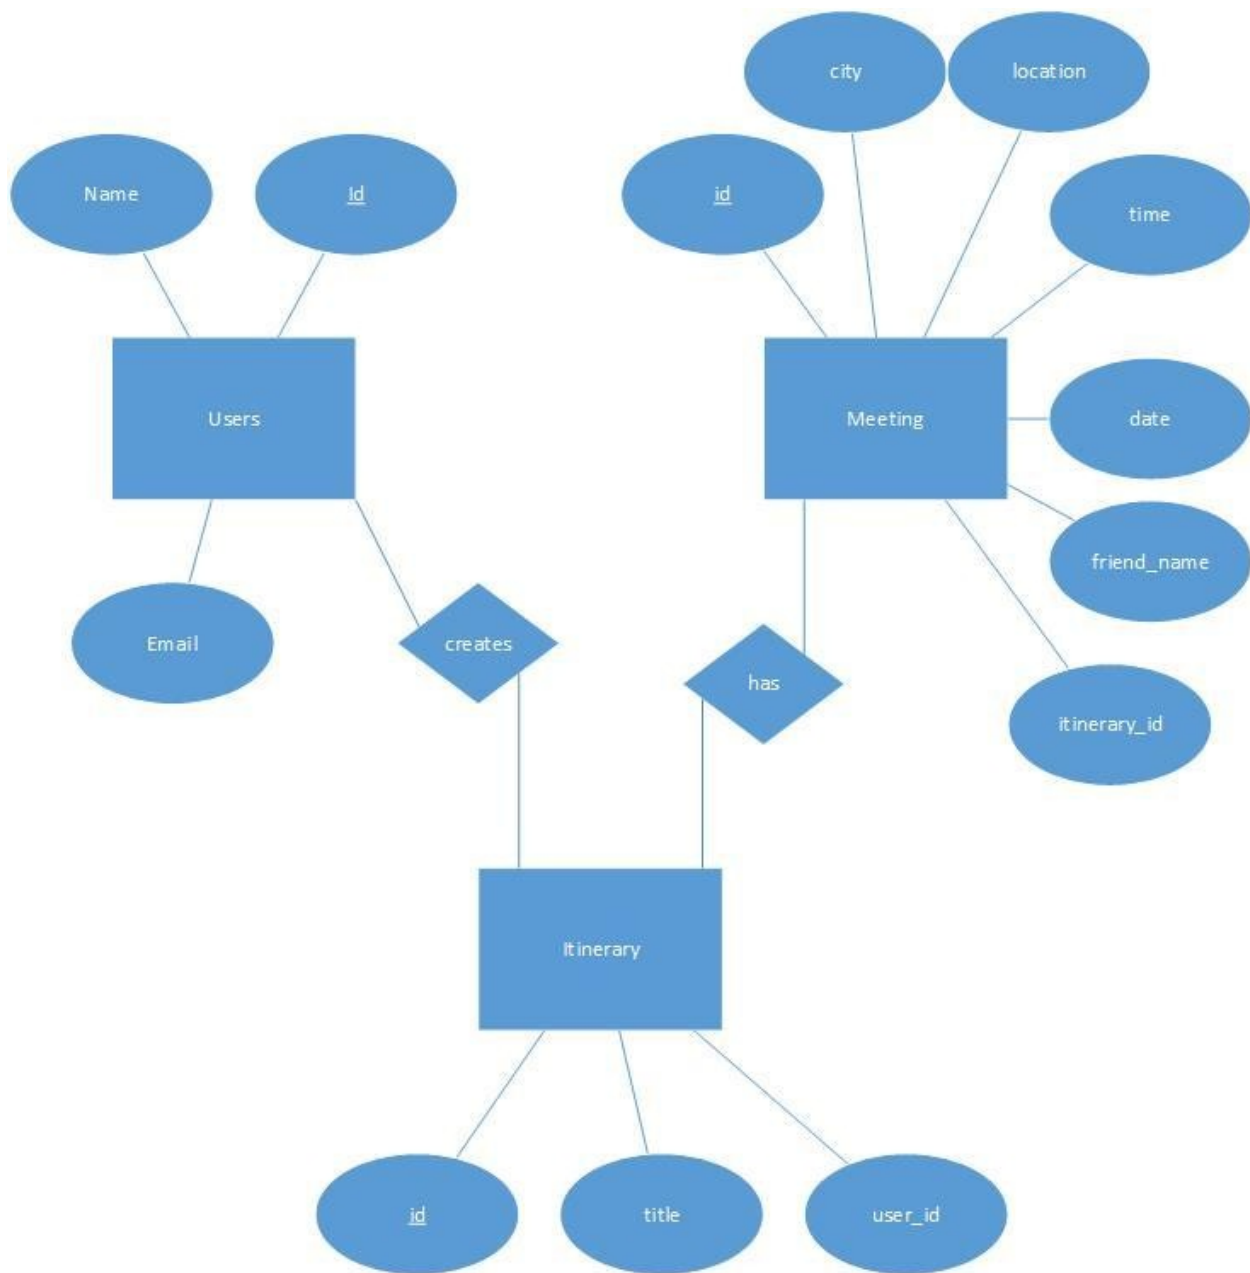 city
location
Name
Id
id
time
Users
Meeting
date
friend_name
Email
creates
has
itinerary_id
Itinerary
id
title
user_id